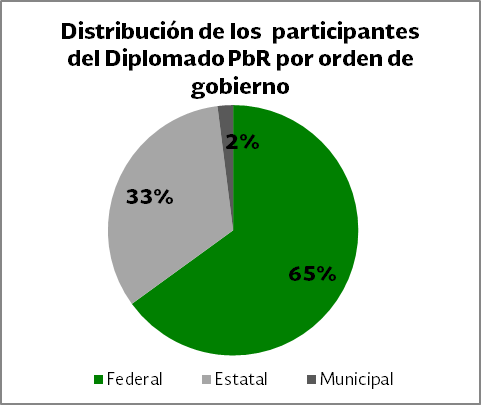 Distribución de los participantes
del Diplomado PbR por orden de
gobierno
2%
33%
65%
Federal Estatal Municipal